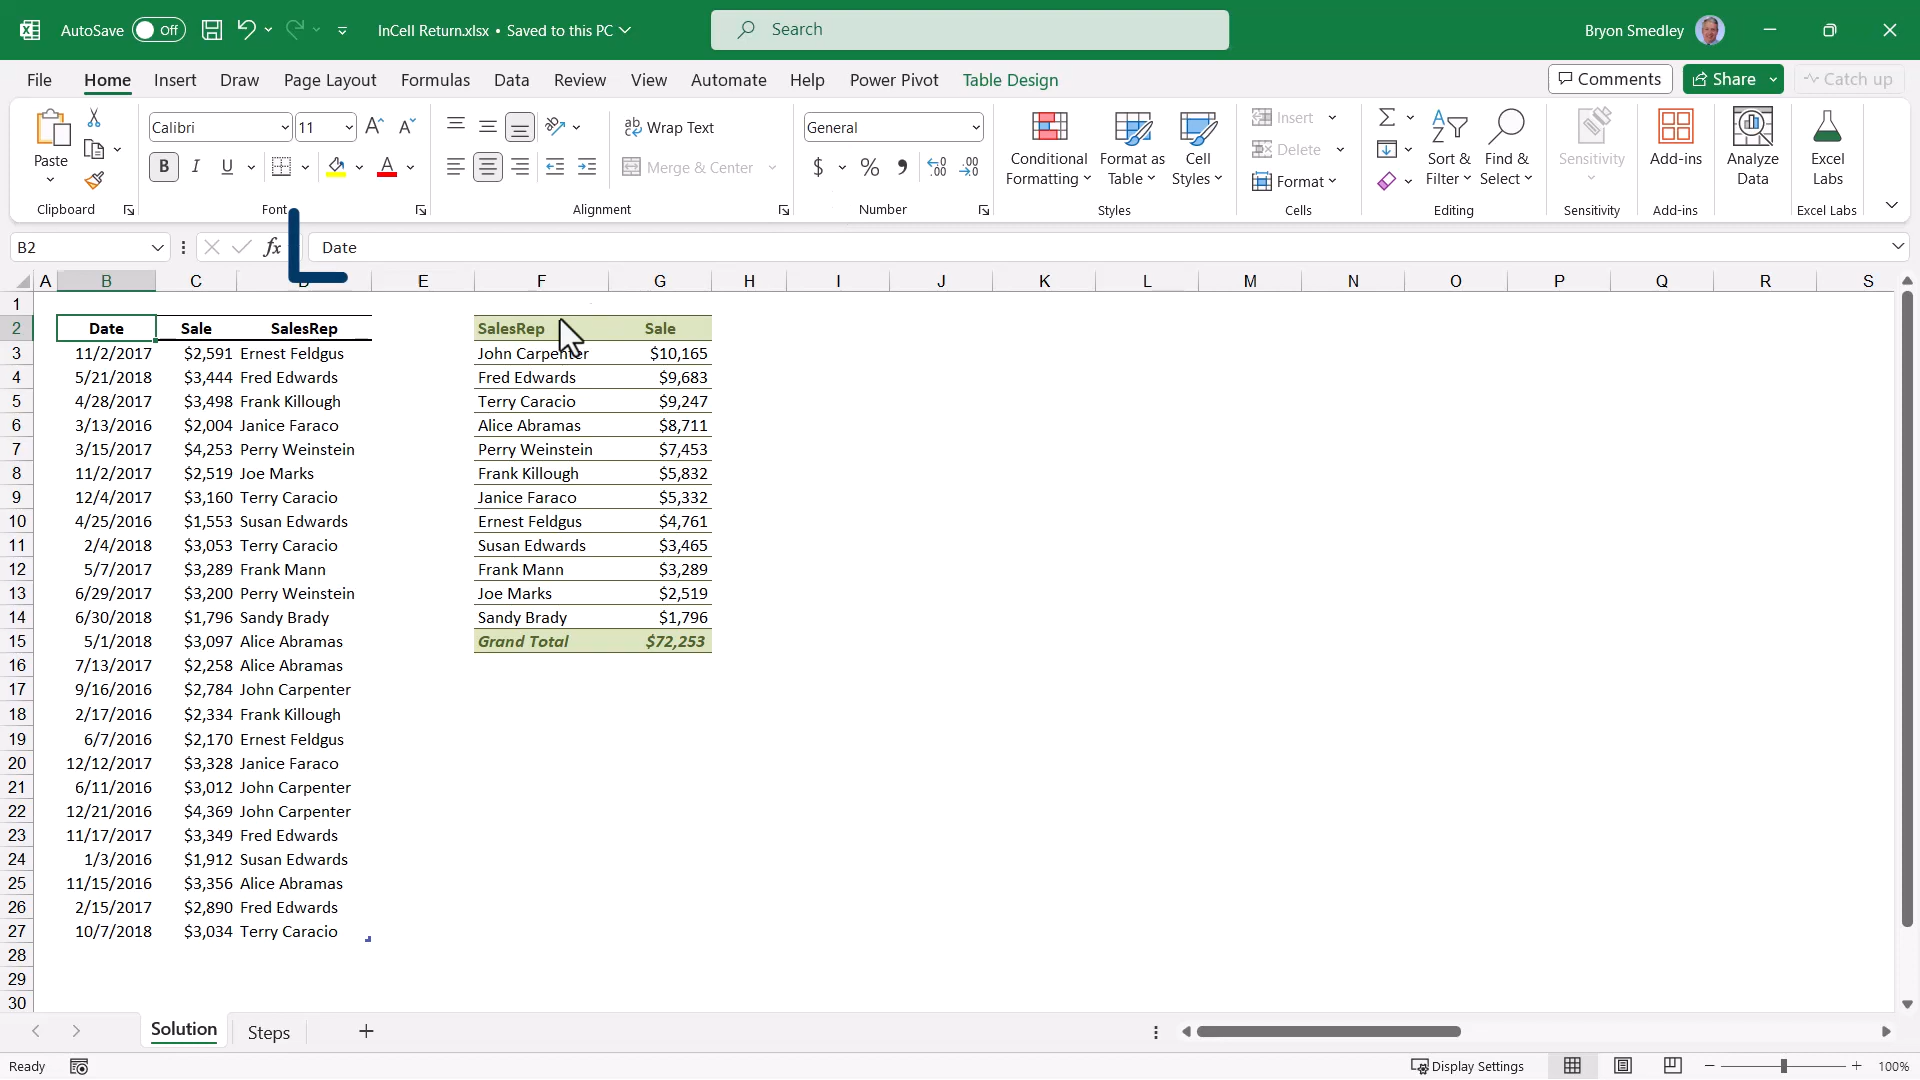 AutoSave Off InCell Return.xlsx • Saved to this PC Search Bryon Smedley
File Home Insert Draw Page Layout Formulas Data Review View Automate Help Power Pivot Table Design Comments Share Catch up
Paste Calibri 11 B I U A Wrap Text Merge & Center General $ % Conditional Formatting Format as Table Cell Styles Insert Delete Format Sort & Filter Find & Select Sensitivity Add-ins Analyze Data Excel Labs
Clipboard Font Alignment Number Styles Cells Editing Sensitivity Add-ins Excel Labs
B2 fx Date
A B C D E F G H I J K L M N O P Q R S
1
2 Date Sale SalesRep SalesRep Sale
3 11/2/2017 $2,591 Ernest Feldgus John Carpenter $10,165
4 5/21/2018 $3,444 Fred Edwards Fred Edwards $9,683
5 4/28/2017 $3,498 Frank Killough Terry Caracio $9,247
6 3/13/2016 $2,004 Janice Faraco Alice Abramas $8,711
7 3/15/2017 $4,253 Perry Weinstein Perry Weinstein $7,453
8 11/2/2017 $2,519 Joe Marks Frank Killough $5,832
9 12/4/2017 $3,160 Terry Caracio Janice Faraco $5,332
10 4/25/2016 $1,553 Susan Edwards Ernest Feldgus $4,761
11 2/4/2018 $3,053 Terry Caracio Susan Edwards $3,465
12 5/7/2017 $3,289 Frank Mann Frank Mann $3,289
13 6/29/2017 $3,200 Perry Weinstein Joe Marks $2,519
14 6/30/2018 $1,796 Sandy Brady Sandy Brady $1,796
15 5/1/2018 $3,097 Alice Abramas Grand Total $72,253
16 7/13/2017 $2,258 Alice Abramas
17 9/16/2016 $2,784 John Carpenter
18 2/17/2016 $2,334 Frank Killough
19 6/7/2016 $2,170 Ernest Feldgus
20 12/12/2017 $3,328 Janice Faraco
21 6/11/2016 $3,012 John Carpenter
22 12/21/2016 $4,369 John Carpenter
23 11/17/2017 $3,349 Fred Edwards
24 1/3/2016 $1,912 Susan Edwards
25 11/15/2016 $3,356 Alice Abramas
26 2/15/2017 $2,890 Fred Edwards
27 10/7/2018 $3,034 Terry Caracio
28
29
30
Solution Steps
Ready Display Settings 100%